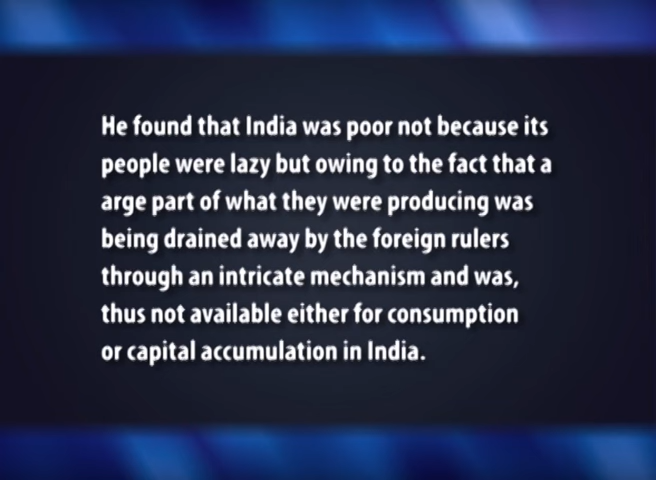 He found that India was poor not because its
people were lazy but owing to the fact that a
arge part of what they were producing was
being drained away by the foreign rulers
through an intricate mechanism and was,
thus not available either for consumption
or capital accumulation in India.